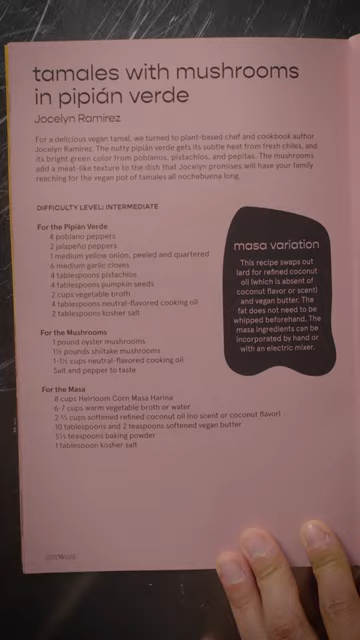 tamales with mushrooms
in pipián verde
Jocelyn Ramirez
For a delicious vegan tamal, we turned to plant-based chef and cookbook author
Jocelyn Ramirez. The nutty pipián verde gets its subtle heat from fresh chiles, and
its bright green color from poblanos, pistachios, and pepitas. The mushrooms
add a meat-like texture to the dish that Jocelyn promises will have your family
reaching for the vegan pot of tamales all nochebuena long.
DIFFICULTY LEVEL: INTERMEDIATE
For the Pipián Verde
4 poblano peppers
2 jalapeño peppers
1 medium yellow onion, peeled and quartered
6 medium garlic cloves
4 tablespoons pistachios
4 tablespoons pumpkin seeds
2 cups vegetable broth
4 tablespoons neutral-flavored cooking oil
2 tablespoons kosher salt
For the Mushrooms
1 pound oyster mushrooms
1½ pounds shiitake mushrooms
1-1½ cups neutral-flavored cooking oil
Salt and pepper to taste
For the Masa
8 cups Heirloom Corn Masa Harina
6-7 cups warm vegetable broth or water
2 ⅔ cups softened refined coconut oil (no scent or coconut flavor)
10 tablespoons and 2 teaspoons softened vegan butter
5½ teaspoons baking powder
1 tablespoon kosher salt
masa variation
This recipe swaps out
lard for refined coconut
oil (which is absent of
coconut flavor or scent)
and vegan butter. The
fat does not need to be
whipped beforehand. The
masa ingredients can be
incorporated by hand or
with an electric mixer.